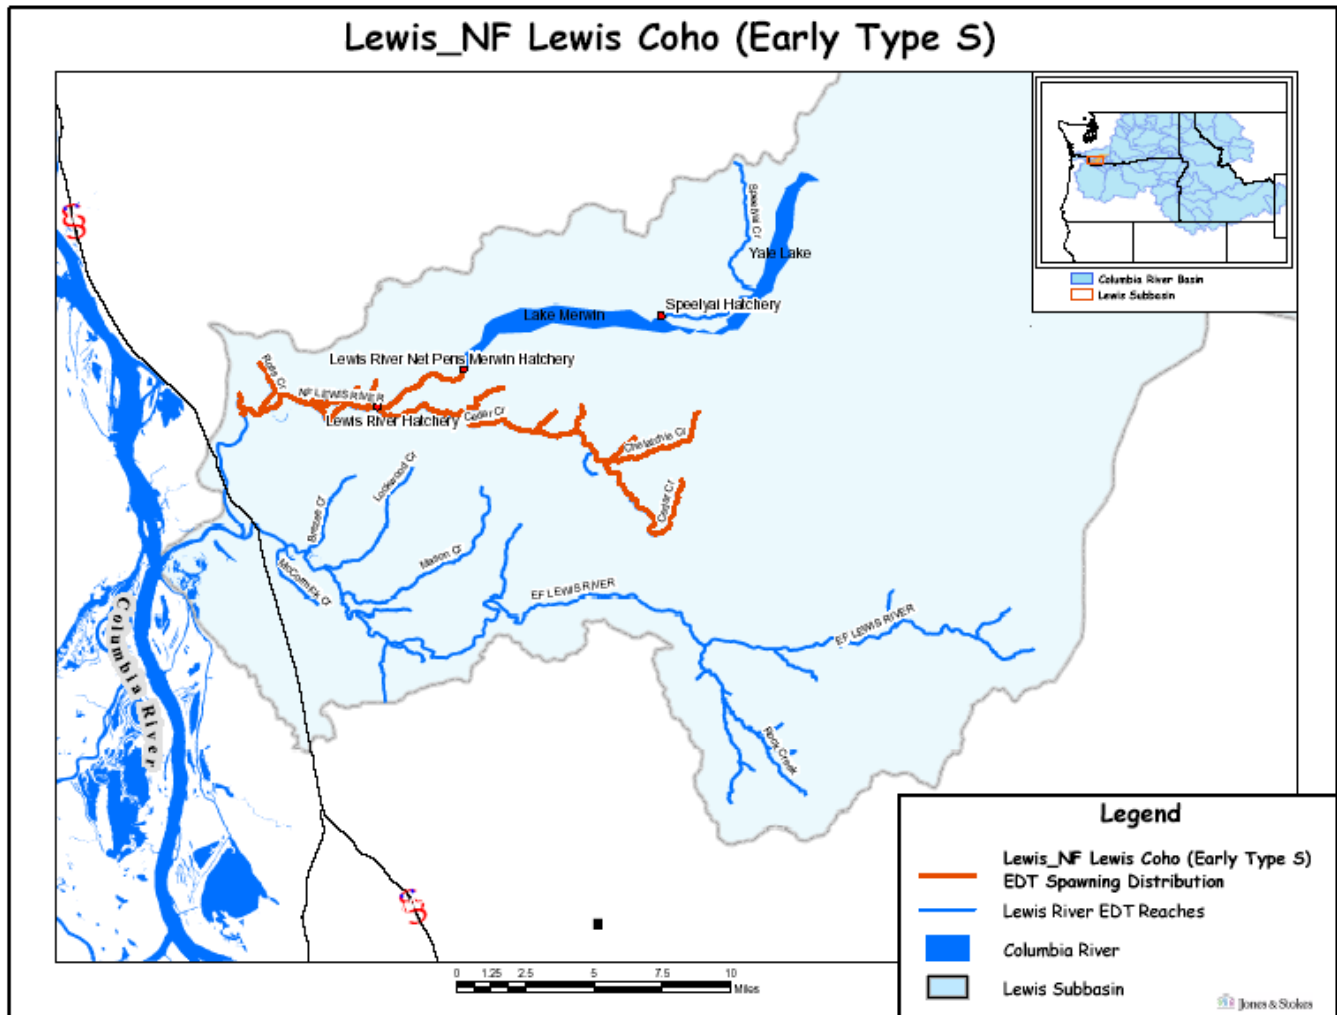 Lewis_NF Lewis Coho (Early Type S)
Columbia River Basin
Lewis Subbasin
Speelyai Cr
Yale Lake
Speelyai Hatchery
Lake Merwin
Lewis River Net Pens Merwin Hatchery
Ross Cr
NF LEWIS RIVER
Lewis River Hatchery
Cedar Cr
Chelatchie Cr
Cedar Cr
Lockwood Cr
Brezee Cr
Mason Cr
McCormick Cr
EF LEWIS RIVER
EF LEWIS RIVER
Rock Creek
Columbia River
Legend
Lewis_NF Lewis Coho (Early Type S)
EDT Spawning Distribution
Lewis River EDT Reaches
Columbia River
Lewis Subbasin
0 1.25 2.5 5 7.5 10
Miles
Jones & Stokes